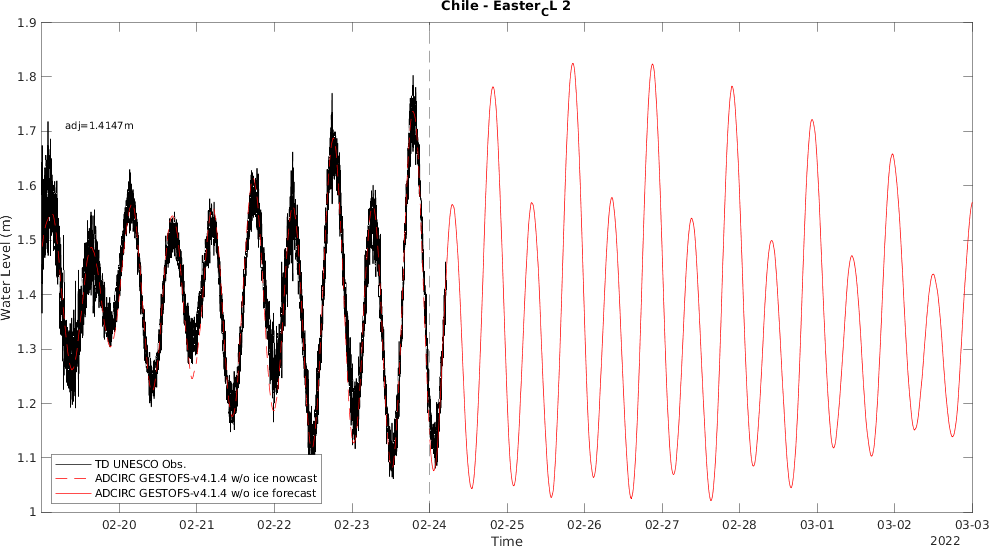 Chile - Easter_CL 2
1.9
1.8
1.7
1.6
1.5
1.4
1.3
1.2
1.1
1
Water Level (m)
adj=1.4147m
TD UNESCO Obs.
ADCIRC GESTOFS-v4.1.4 w/o ice nowcast
ADCIRC GESTOFS-v4.1.4 w/o ice forecast
02-20 02-21 02-22 02-23 02-24 02-25 02-26 02-27 02-28 03-01 03-02 03-03
Time
2022